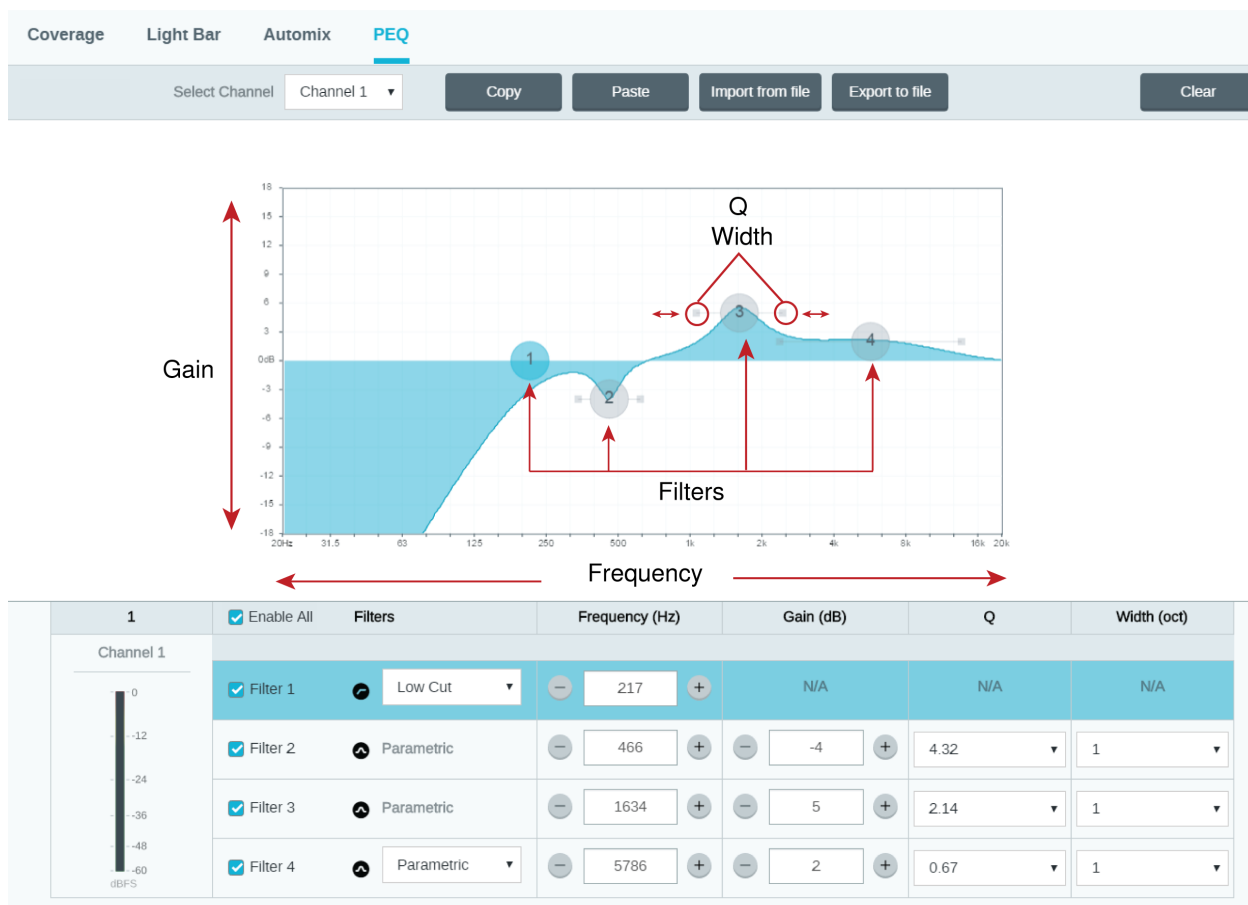 Coverage Light Bar Automix PEQ
Select Channel Channel 1 Copy Paste Import from file Export to file Clear
Q
Width
Gain
18
15
12
9
6
3
0dB
-3
-6
-9
-12
-15
-18
1
2
3
4
Filters
20Hz 31.5 63 125 250 500 1k 2k 4k 8k 16k 20k
Frequency
1 Enable All Filters Frequency (Hz) Gain (dB) Q Width (oct)
Channel 1
0
-12
-24
-36
-48
-60
dBFS
Filter 1 Low Cut 217 N/A N/A N/A
Filter 2 Parametric 466 -4 4.32 1
Filter 3 Parametric 1634 5 2.14 1
Filter 4 Parametric 5786 2 0.67 1